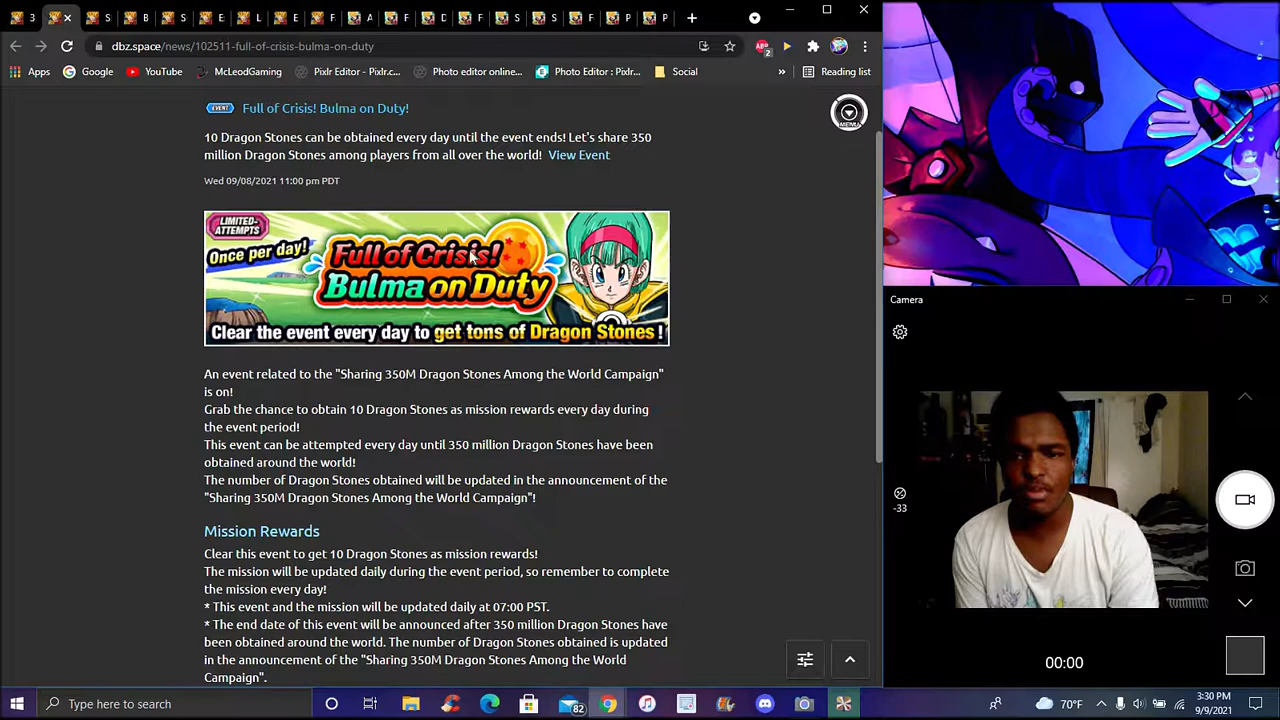 3
S
B
S
E
L
E
F
A
F
D
F
S
S
F
P
P
dbz.space/news/102511-full-of-crisis-bulma-on-duty
ABP
2
Apps
Google
YouTube
McLeodGaming
Pixlr Editor - Pixlr.c...
Photo editor online...
Photo Editor : Pixlr...
Social
»
Reading list
EVENT
Full of Crisis! Bulma on Duty!
MENU
10 Dragon Stones can be obtained every day until the event ends! Let's share 350
million Dragon Stones among players from all over the world! View Event
Wed 09/08/2021 11:00 pm PDT
LIMITED-
ATTEMPTS
Once per day!
Full of Crisis!
Bulma on Duty
Clear the event every day to get tons of Dragon Stones!
An event related to the "Sharing 350M Dragon Stones Among the World Campaign"
is on!
Grab the chance to obtain 10 Dragon Stones as mission rewards every day during
the event period!
This event can be attempted every day until 350 million Dragon Stones have been
obtained around the world!
The number of Dragon Stones obtained will be updated in the announcement of the
"Sharing 350M Dragon Stones Among the World Campaign"!
Mission Rewards
Clear this event to get 10 Dragon Stones as mission rewards!
The mission will be updated daily during the event period, so remember to complete
the mission every day!
* This event and the mission will be updated daily at 07:00 PST.
* The end date of this event will be announced after 350 million Dragon Stones have
been obtained around the world. The number of Dragon Stones obtained is updated
in the announcement of the "Sharing 350M Dragon Stones Among the World
Campaign".
Camera
-33
00:00
Type here to search
82
70°F
3:30 PM
9/9/2021